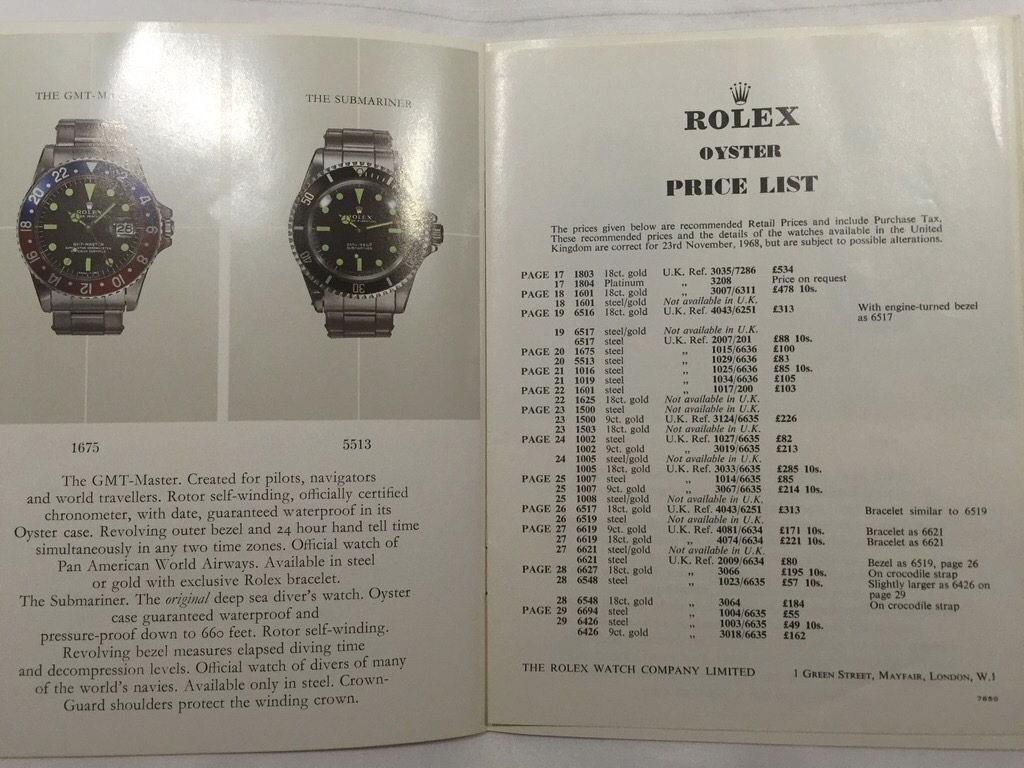 THE GMT-MA
THE SUBMARINER
ROLEX
GMT-MASTER
28
22
20
18
16
14
12
10
8
6
4
ROLEX
SUBMARINER
50
10
30
1675
5513
The GMT-Master. Created for pilots, navigators
and world travellers. Rotor self-winding, officially certified
chronometer, with date, guaranteed waterproof in its
Oyster case. Revolving outer bezel and 24 hour hand tell time
simultaneously in any two time zones. Official watch of
Pan American World Airways. Available in steel
or gold with exclusive Rolex bracelet.
The Submariner. The original deep sea diver's watch. Oyster
case guaranteed waterproof and
pressure-proof down to 660 feet. Rotor self-winding.
Revolving bezel measures elapsed diving time
and decompression levels. Official watch of divers of many
of the world's navies. Available only in steel. Crown-
Guard shoulders protect the winding crown.
ROLEX
OYSTER
PRICE LIST
The prices given below are recommended Retail Prices and include Purchase Tax.
These recommended prices and the details of the watches available in the United
Kingdom are correct for 23rd November, 1968, but are subject to possible alterations.
PAGE 17 1803 18ct. gold U.K. Ref. 3035/7286 £534
17 1804 Platinum ,, 3208 Price on request
PAGE 18 1601 18ct. gold ,, 3007/6311 £478 10s.
18 1601 steel/gold Not available in U.K.
PAGE 19 6516 18ct. gold U.K. Ref. 4043/6251 £313 With engine-turned bezel
as 6517
19 6517 steel/gold Not available in U.K.
6517 steel U.K. Ref. 2007/201 £88 10s.
PAGE 20 1675 steel ,, 1015/6636 £100
20 5513 steel ,, 1029/6636 £83
PAGE 21 1016 steel ,, 1025/6636 £85 10s.
21 1019 steel ,, 1034/6636 £105
PAGE 22 1601 steel ,, 1017/200 £103
22 1625 18ct. gold Not available in U.K.
PAGE 23 1500 steel Not available in U.K.
23 1500 9ct. gold U.K. Ref. 3124/6635 £226
23 1503 18ct. gold Not available in U.K.
PAGE 24 1002 steel U.K. Ref. 1027/6635 £82
1002 9ct. gold ,, 3019/6635 £213
24 1005 steel/gold Not available in U.K.
1005 18ct. gold U.K. Ref. 3033/6635 £285 10s.
PAGE 25 1007 steel ,, 1014/6635 £85
25 1007 9ct. gold ,, 3067/6635 £214 10s.
25 1008 steel/gold Not available in U.K.
PAGE 26 6517 18ct. gold U.K. Ref. 4043/6251 £313 Bracelet similar to 6519
26 6519 steel Not available in U.K.
PAGE 27 6619 9ct. gold U.K. Ref. 4081/6634 £171 10s. Bracelet as 6621
27 6619 18ct. gold ,, 4074/6634 £221 10s. Bracelet as 6621
27 6621 steel/gold Not available in U.K.
6621 steel U.K. Ref. 2009/6634 £80 Bezel as 6519, page 26
PAGE 28 6627 18ct. gold ,, 3066 £195 10s. On crocodile strap
28 6548 steel ,, 1023/6635 £57 10s. Slightly larger as 6426 on
page 29
28 6548 18ct. gold ,, 3064 £184 On crocodile strap
PAGE 29 6694 steel ,, 1004/6635 £55
29 6426 steel ,, 1003/6635 £49 10s.
6426 9ct. gold ,, 3018/6635 £162
THE ROLEX WATCH COMPANY LIMITED 1 GREEN STREET, MAYFAIR, LONDON, W.1
7650